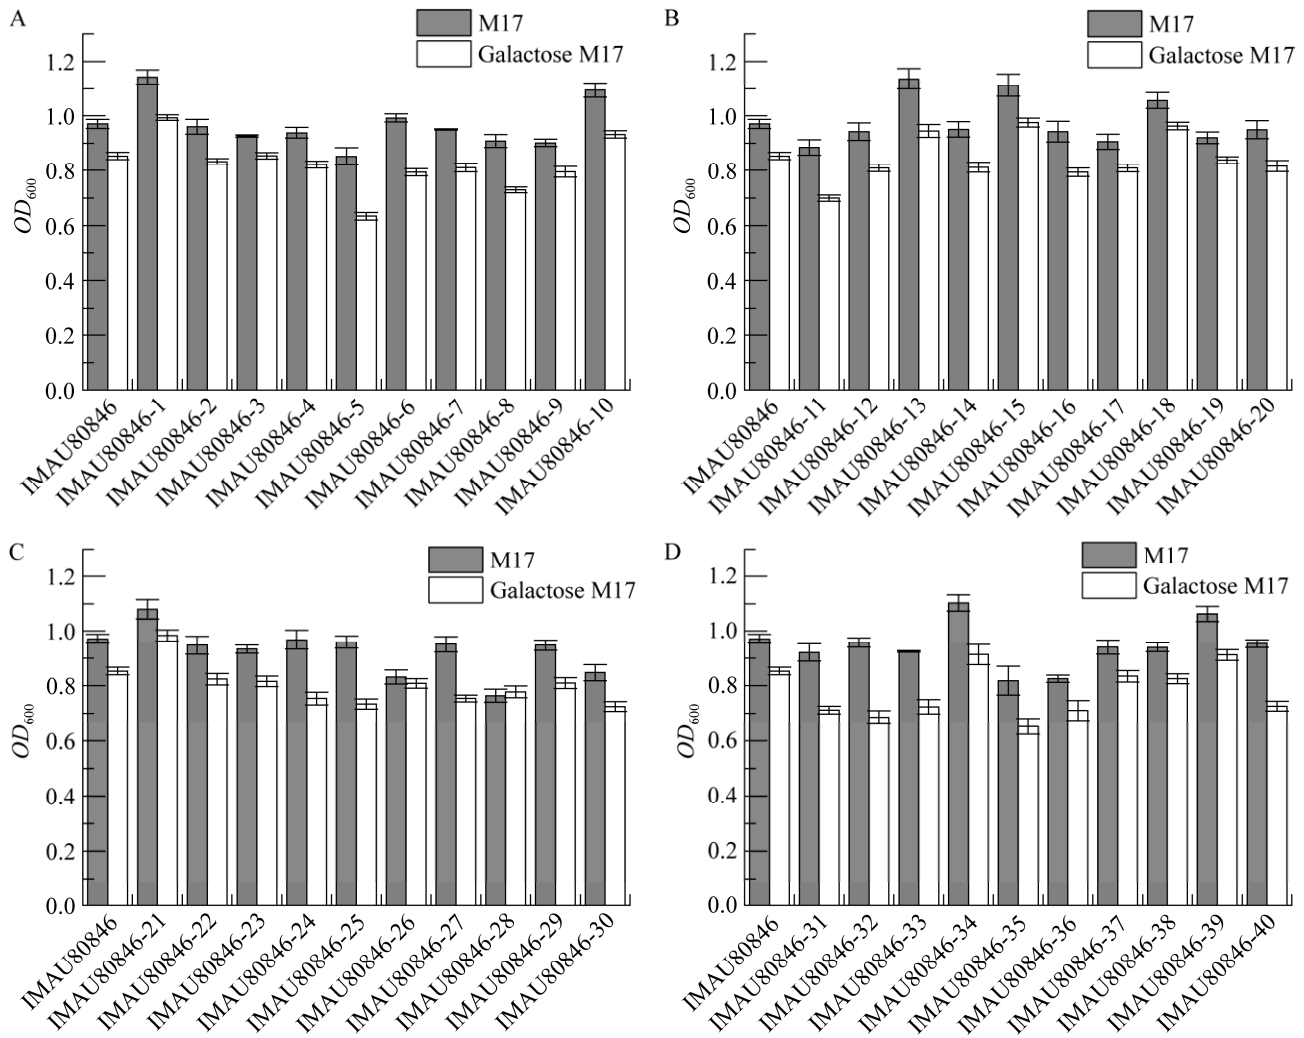 A
M17
Galactose M17
OD600
1.2
1.0
0.8
0.6
0.4
0.2
0.0
IMAU80846
IMAU80846-1
IMAU80846-2
IMAU80846-3
IMAU80846-4
IMAU80846-5
IMAU80846-6
IMAU80846-7
IMAU80846-8
IMAU80846-9
IMAU80846-10
B
M17
Galactose M17
OD600
1.2
1.0
0.8
0.6
0.4
0.2
0.0
IMAU80846
IMAU80846-11
IMAU80846-12
IMAU80846-13
IMAU80846-14
IMAU80846-15
IMAU80846-16
IMAU80846-17
IMAU80846-18
IMAU80846-19
IMAU80846-20
C
M17
Galactose M17
OD600
1.2
1.0
0.8
0.6
0.4
0.2
0.0
IMAU80846
IMAU80846-21
IMAU80846-22
IMAU80846-23
IMAU80846-24
IMAU80846-25
IMAU80846-26
IMAU80846-27
IMAU80846-28
IMAU80846-29
IMAU80846-30
D
M17
Galactose M17
OD600
1.2
1.0
0.8
0.6
0.4
0.2
0.0
IMAU80846
IMAU80846-31
IMAU80846-32
IMAU80846-33
IMAU80846-34
IMAU80846-35
IMAU80846-36
IMAU80846-37
IMAU80846-38
IMAU80846-39
IMAU80846-40